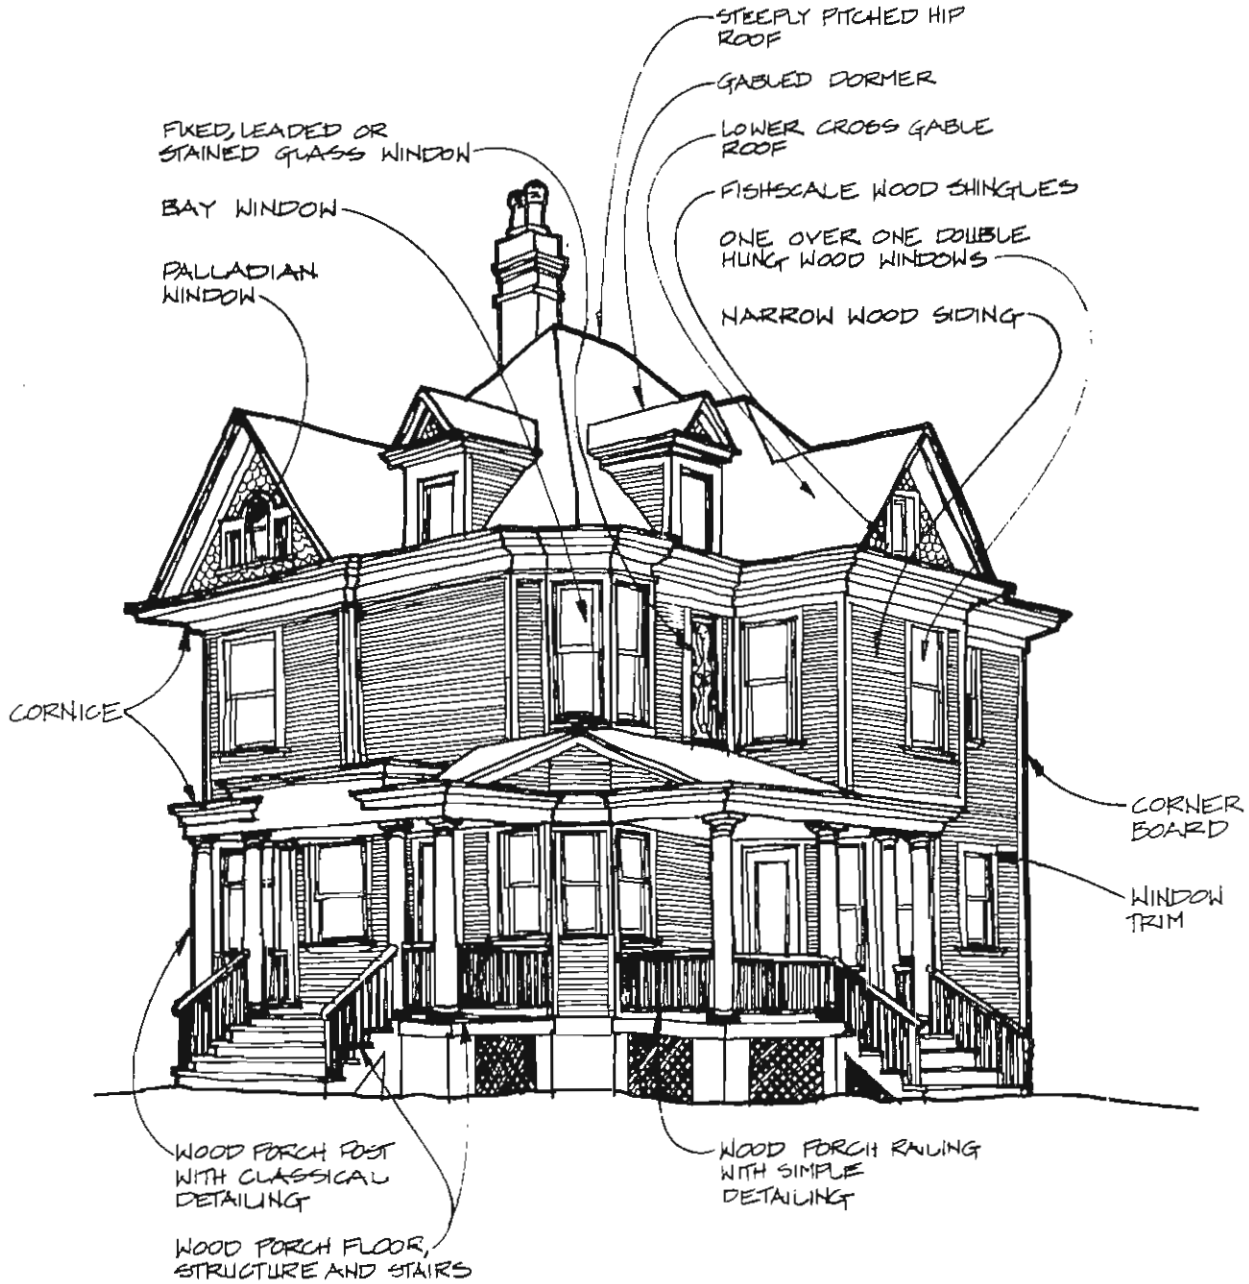 STEEPLY PITCHED HIP
ROOF
GABLED DORMER
LOWER CROSS GABLE
ROOF
FISHSCALE WOOD SHINGLES
ONE OVER ONE DOUBLE
HUNG WOOD WINDOWS
NARROW WOOD SIDING
FIXED, LEADED OR
STAINED GLASS WINDOW
BAY WINDOW
PALLADIAN
WINDOW
CORNICE
CORNER
BOARD
WINDOW
TRIM
WOOD PORCH POST
WITH CLASSICAL
DETAILING
WOOD PORCH FLOOR,
STRUCTURE AND STAIRS
WOOD PORCH RAILING
WITH SIMPLE
DETAILING